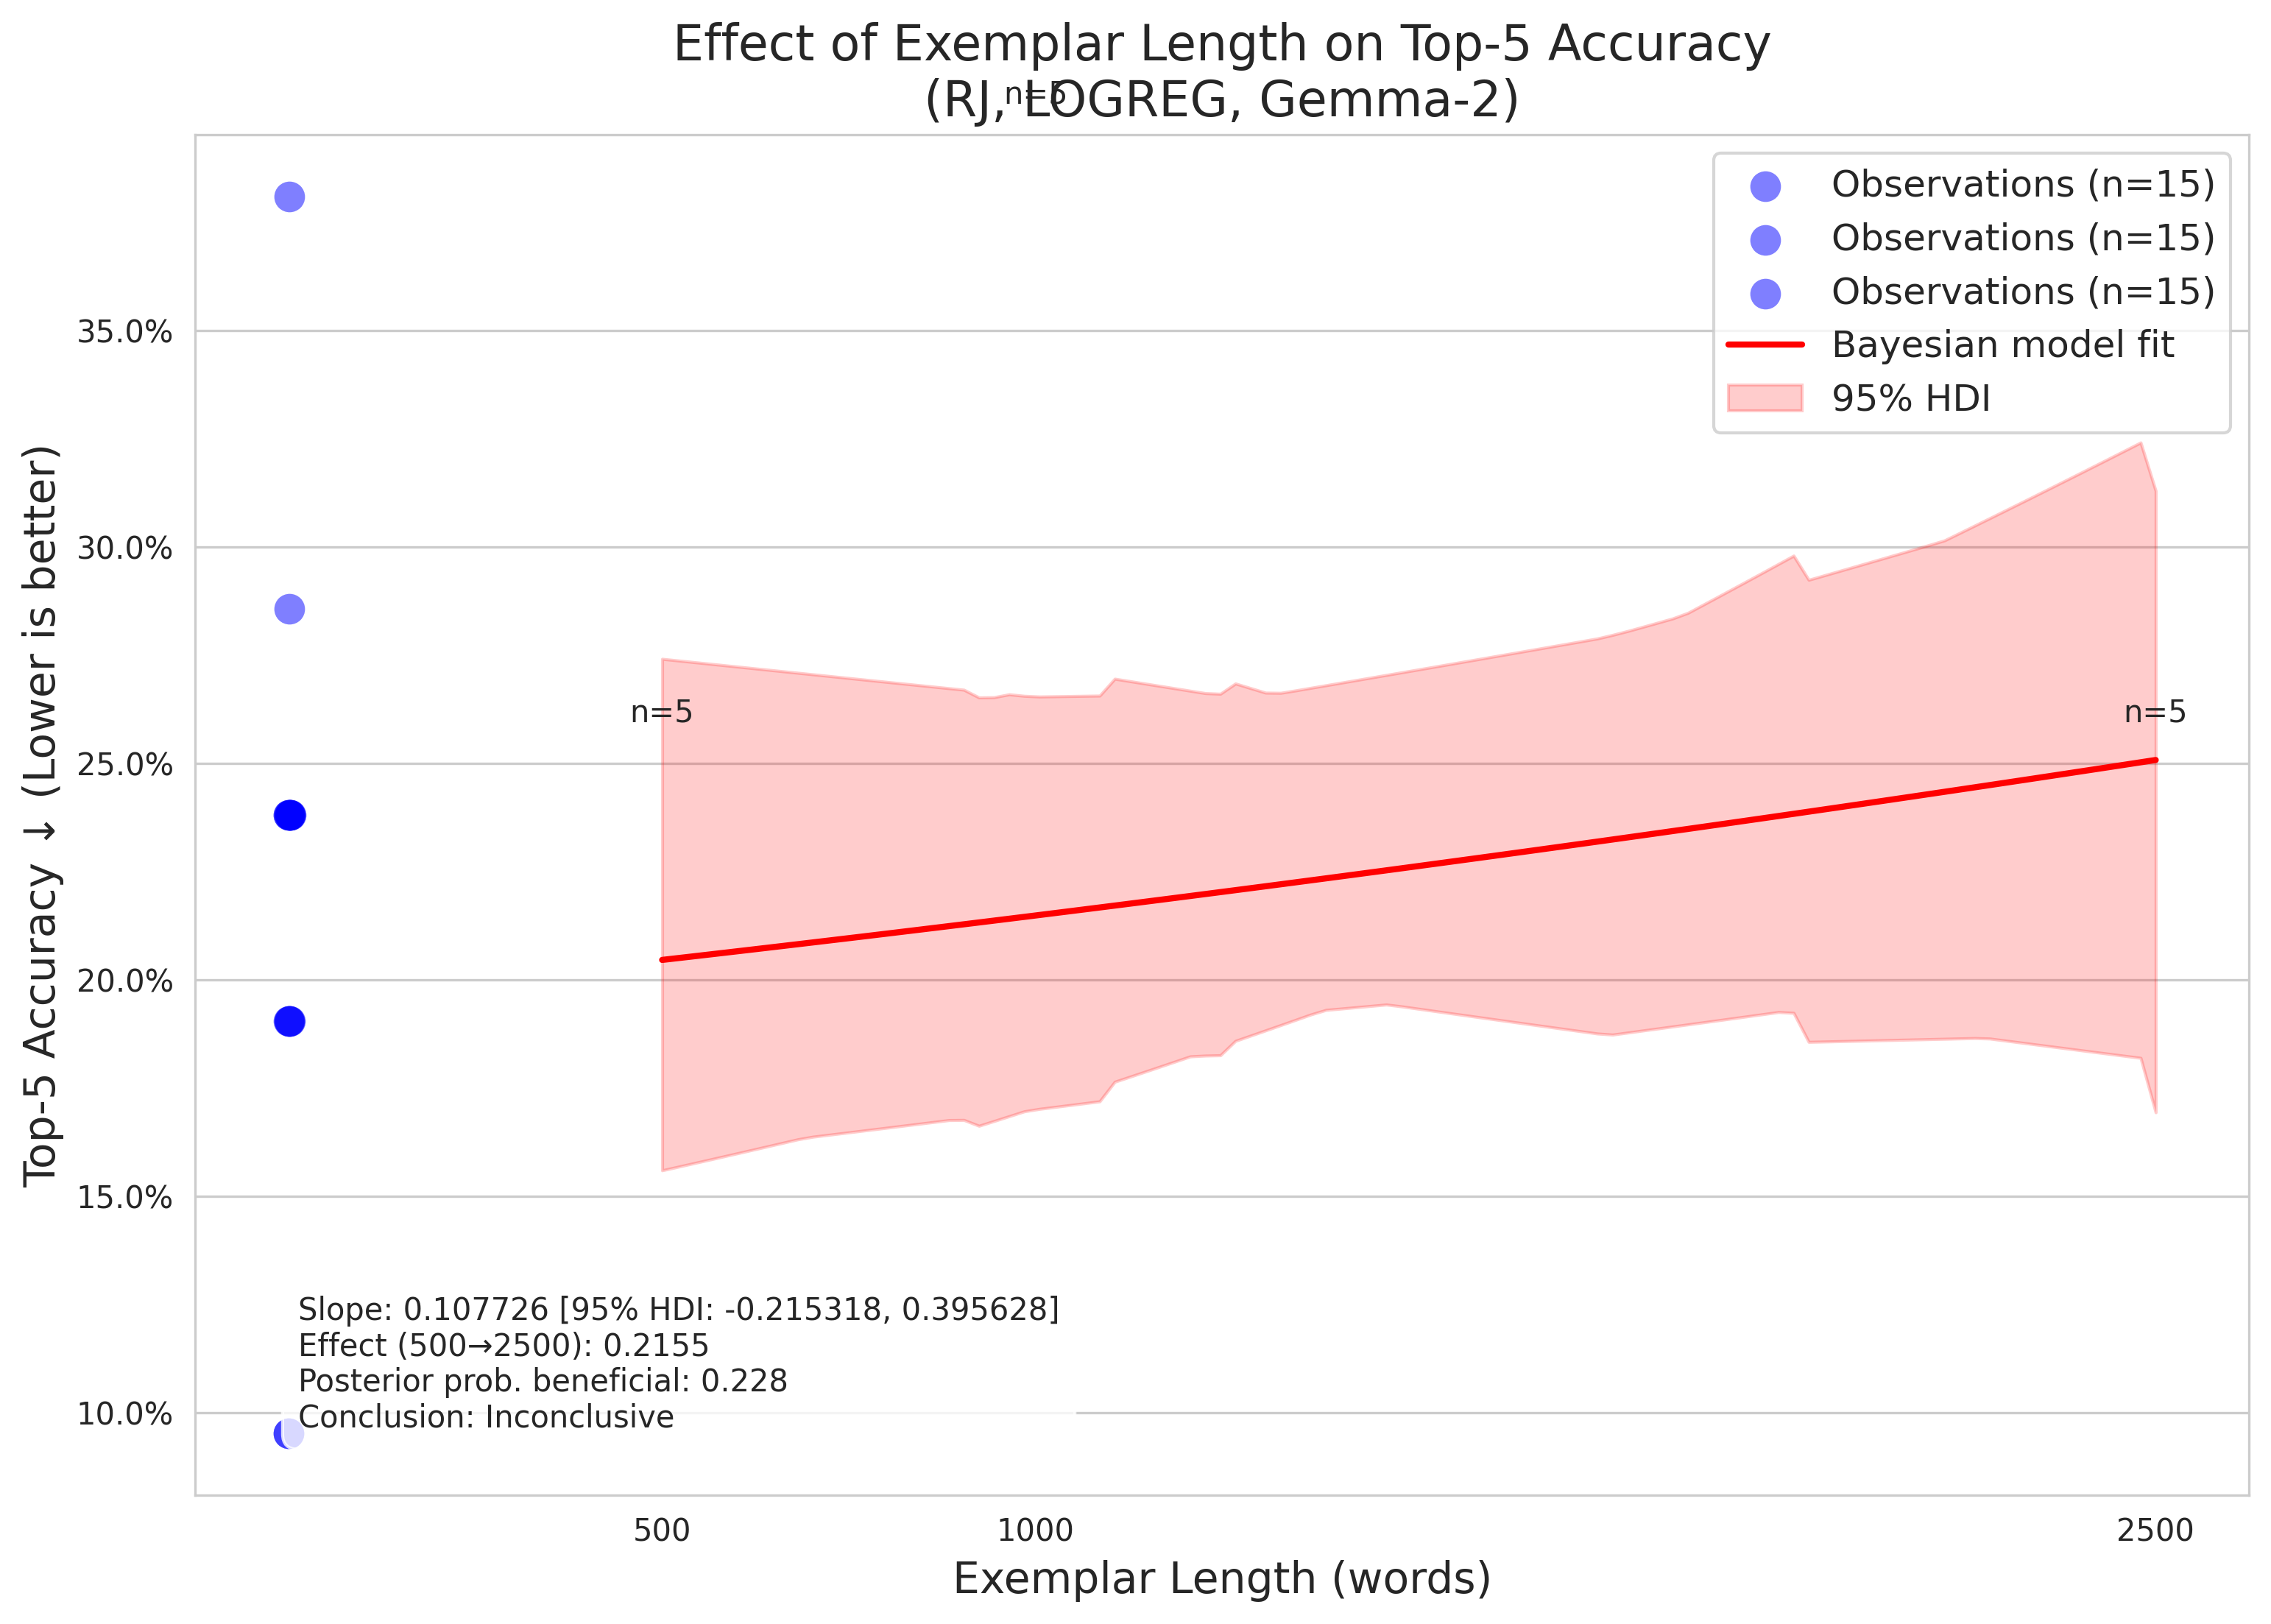 Effect of Exemplar Length on Top-5 Accuracy
(RJ, LOGREG, Gemma-2)
n=5
Observations (n=15)
Observations (n=15)
Observations (n=15)
Bayesian model fit
95% HDI
Top-5 Accuracy ↓ (Lower is better)
35.0%
30.0%
25.0%
20.0%
15.0%
10.0%
n=5
n=5
Slope: 0.107726 [95% HDI: -0.215318, 0.395628]
Effect (500→2500): 0.2155
Posterior prob. beneficial: 0.228
Conclusion: Inconclusive
500
1000
2500
Exemplar Length (words)